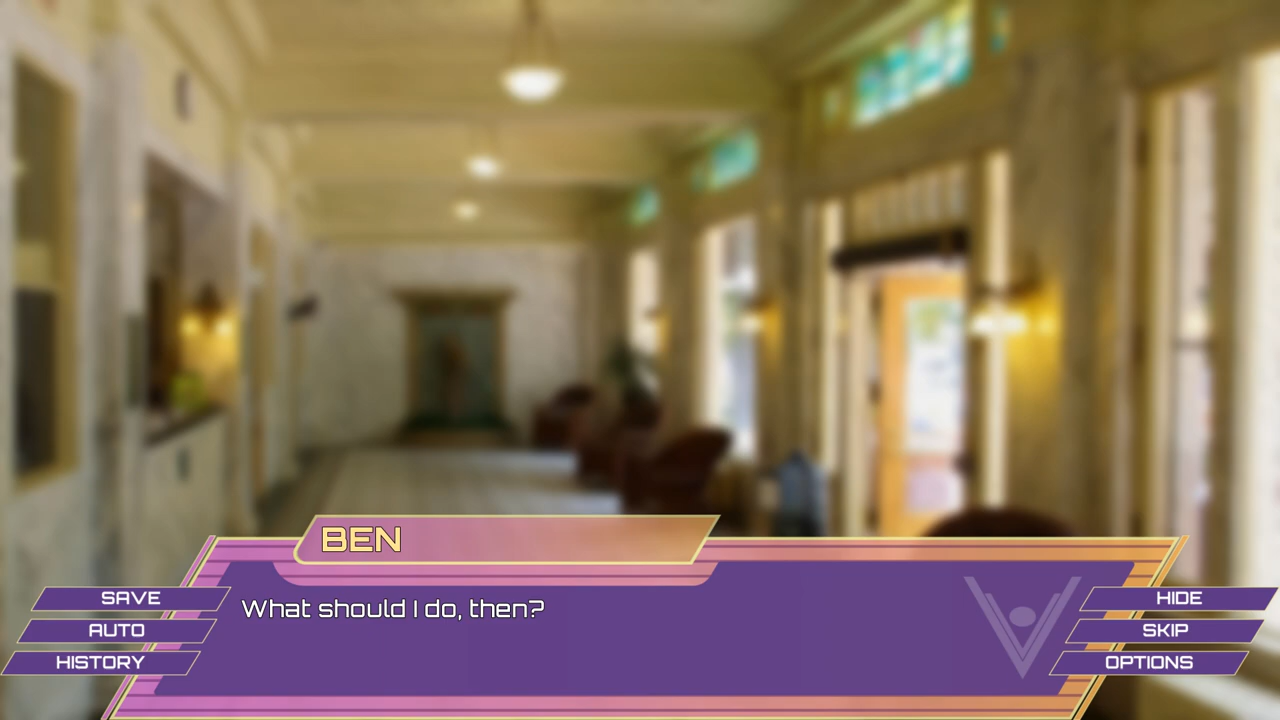 BEN
What should I do, then?
SAVE
AUTO
HISTORY
HIDE
SKIP
OPTIONS